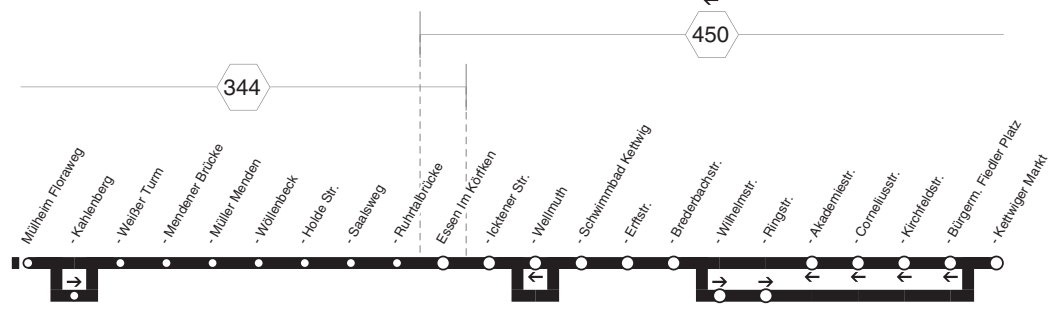 450
344
Mülheim Floraweg
- Kahlenberg
- Weißer Turm
- Mendener Brücke
- Müller Menden
- Wöllenbeck
- Holde Str.
- Saalsweg
- Ruhrtalbrücke
Essen Im Körfken
- Icktener Str.
- Wellmuth
- Schwimmbad Kettwig
- Erftstr.
- Brederbachstr.
- Wilhelmstr.
- Ringstr.
- Akademiestr.
- Corneliusstr.
- Kirchfeldstr.
- Bürgerm. Fiedler Platz
- Kettwiger Markt